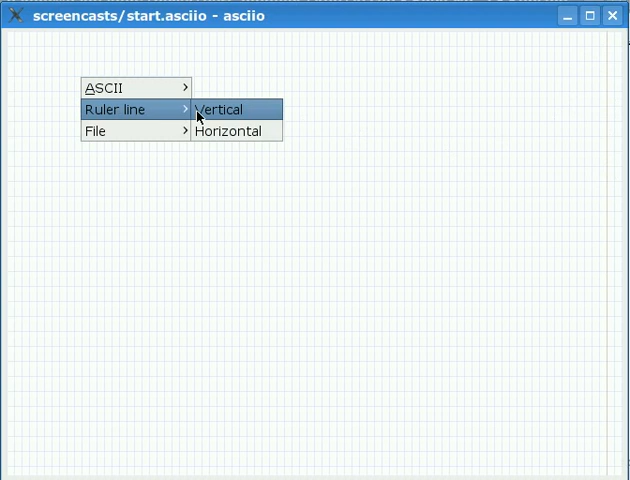 screencasts/start.asciio - asciio
ASCII
Ruler line
Vertical
File
Horizontal